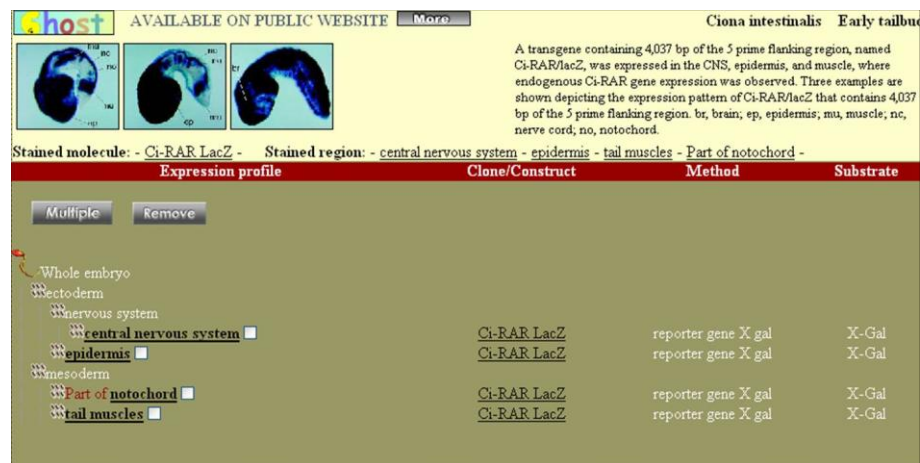 Ghost AVAILABLE ON PUBLIC WEBSITE More Ciona intestinalis Early tailbu
A transgene containing 4,037 bp of the 5 prime flanking region, named
Ci-RAR/lacZ, was expressed in the CNS, epidermis, and muscle, where
endogenous Ci-RAR gene expression was observed. Three examples are
shown depicting the expression pattern of Ci-RAR/lacZ that contains 4,037
bp of the 5 prime flanking region. br, brain; ep, epidermis; mu, muscle; nc,
nerve cord; no, notochord.
nc
no
ep
ep
br
Stained molecule: - Ci-RAR LacZ - Stained region: - central nervous system - epidermis - tail muscles - Part of notochord -
Expression profile Clone/Construct Method Substrate
Multiple Remove
Whole embryo
ectoderm
nervous system
central nervous system Ci-RAR LacZ reporter gene X gal X-Gal
epidermis Ci-RAR LacZ reporter gene X gal X-Gal
mesoderm
Part of notochord Ci-RAR LacZ reporter gene X gal X-Gal
tail muscles Ci-RAR LacZ reporter gene X gal X-Gal